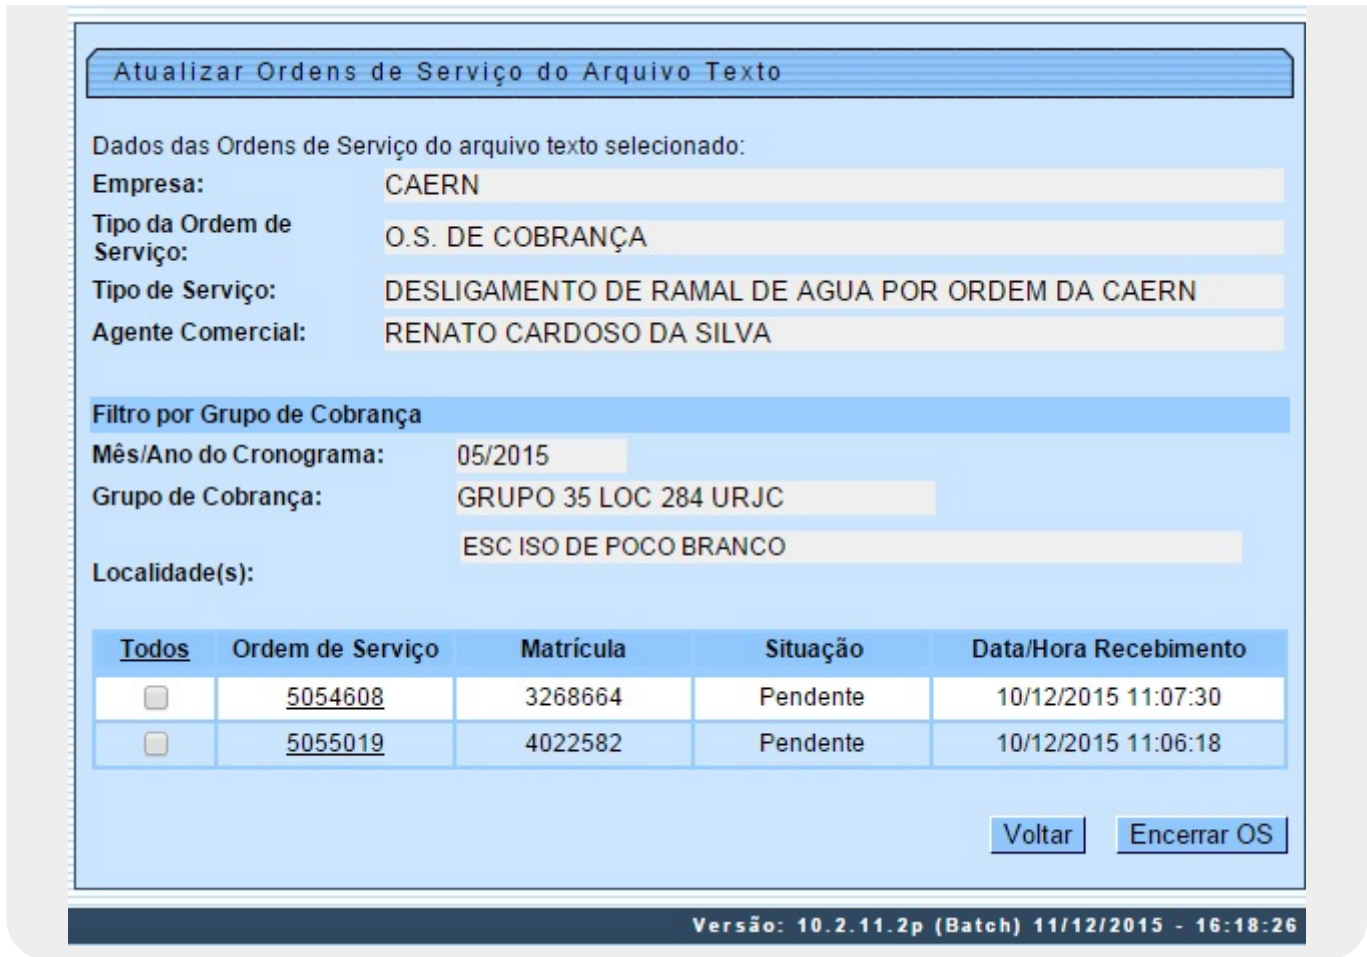 Atualizar Ordens de Serviço do Arquivo Texto
Dados das Ordens de Serviço do arquivo texto selecionado:
Empresa: CAERN
Tipo da Ordem de Serviço: O.S. DE COBRANÇA
Tipo de Serviço: DESLIGAMENTO DE RAMAL DE AGUA POR ORDEM DA CAERN
Agente Comercial: RENATO CARDOSO DA SILVA
Filtro por Grupo de Cobrança
Mês/Ano do Cronograma: 05/2015
Grupo de Cobrança: GRUPO 35 LOC 284 URJC
Localidade(s): ESC ISO DE POCO BRANCO
Todos Ordem de Serviço Matrícula Situação Data/Hora Recebimento
5054608 3268664 Pendente 10/12/2015 11:07:30
5055019 4022582 Pendente 10/12/2015 11:06:18
Voltar Encerrar OS
Versão: 10.2.11.2p (Batch) 11/12/2015 - 16:18:26